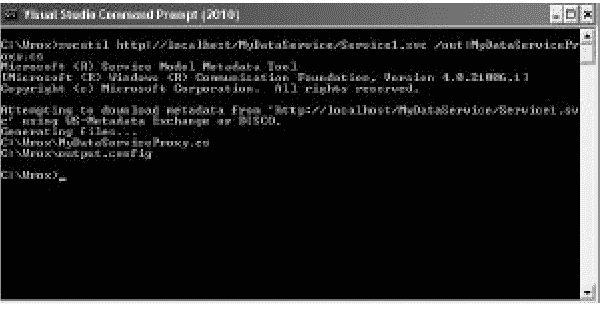 Visual Studio Command Prompt (2010)
C:\Wrox>svcutil http://localhost/MyDataService/Service1.svc /out:MyDataServicePr
oxy.cs
Microsoft (R) Service Model Metadata Tool
[Microsoft (R) Windows (R) Communication Foundation, Version 4.0.21006.1]
Copyright (c) Microsoft Corporation.  All rights reserved.
Attempting to download metadata from 'http://localhost/MyDataService/Service1.sv
c' using WS-Metadata Exchange or DISCO.
Generating files...
C:\Wrox\MyDataServiceProxy.cs
C:\Wrox\output.config
C:\Wrox>_